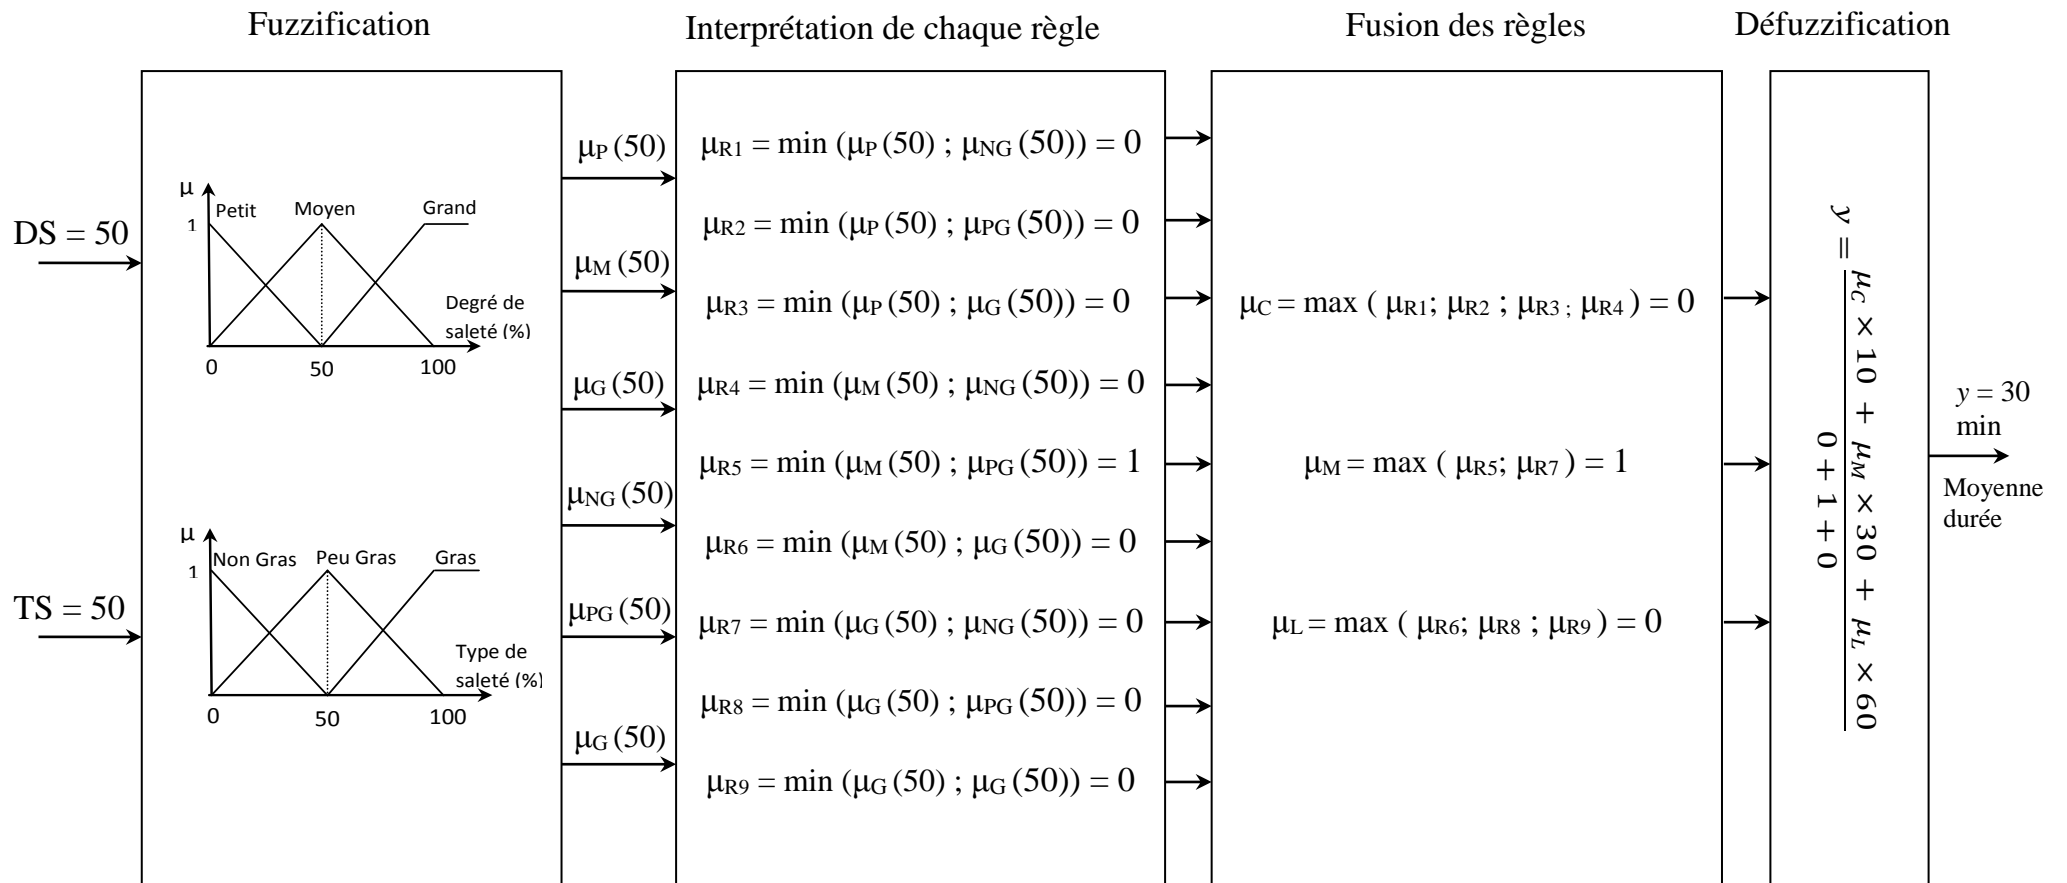 Fuzzification
Interprétation de chaque règle
Fusion des règles
Défuzzification
DS = 50
TS = 50
μ
1
Petit
Moyen
Grand
Degré de
saleté (%)
0
50
100
μ
1
Non Gras
Peu Gras
Gras
Type de
saleté (%)
0
50
100
μP (50)
μM (50)
μG (50)
μNG (50)
μPG (50)
μG (50)
μR1 = min (μP (50) ; μNG (50)) = 0
μR2 = min (μP (50) ; μPG (50)) = 0
μR3 = min (μP (50) ; μG (50)) = 0
μR4 = min (μM (50) ; μNG (50)) = 0
μR5 = min (μM (50) ; μPG (50)) = 1
μR6 = min (μM (50) ; μG (50)) = 0
μR7 = min (μG (50) ; μNG (50)) = 0
μR8 = min (μG (50) ; μPG (50)) = 0
μR9 = min (μG (50) ; μG (50)) = 0
μC = max ( μR1; μR2 ; μR3 ; μR4 ) = 0
μM = max ( μR5; μR7 ) = 1
μL = max ( μR6; μR8 ; μR9 ) = 0
y = 
μC × 10 + μM × 30 + μL × 60
0 + 1 + 0
y = 30
min
Moyenne
durée